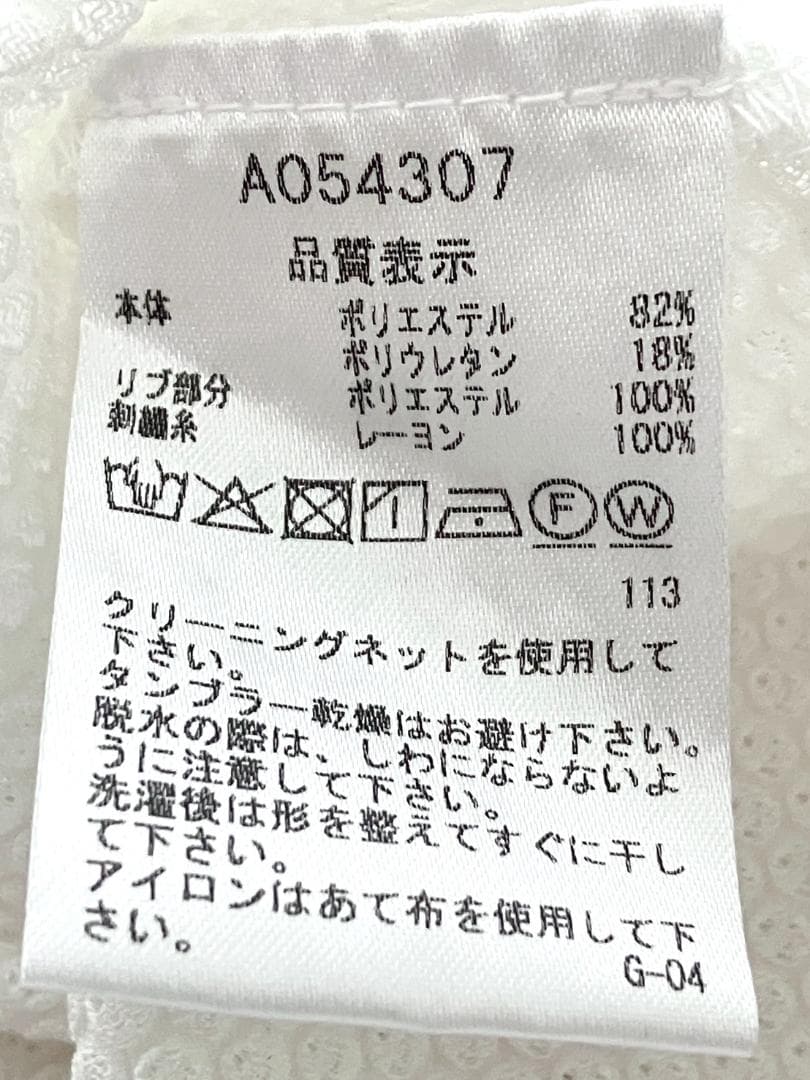 A054307
品質表示
本体 ポリエステル 82%
ポリウレタン 18%
リブ部分 ポリエステル 100%
刺繍糸 レーヨン 100%
F W
113
クリーニングネットを使用して
下さい。
タンブラー乾燥はお避け下さい。
脱水の際は、しわにならないよ
うに注意して下さい。
洗濯後は形を整えてすぐに干し
て下さい。
アイロンはあて布を使用して下
さい。
G-04